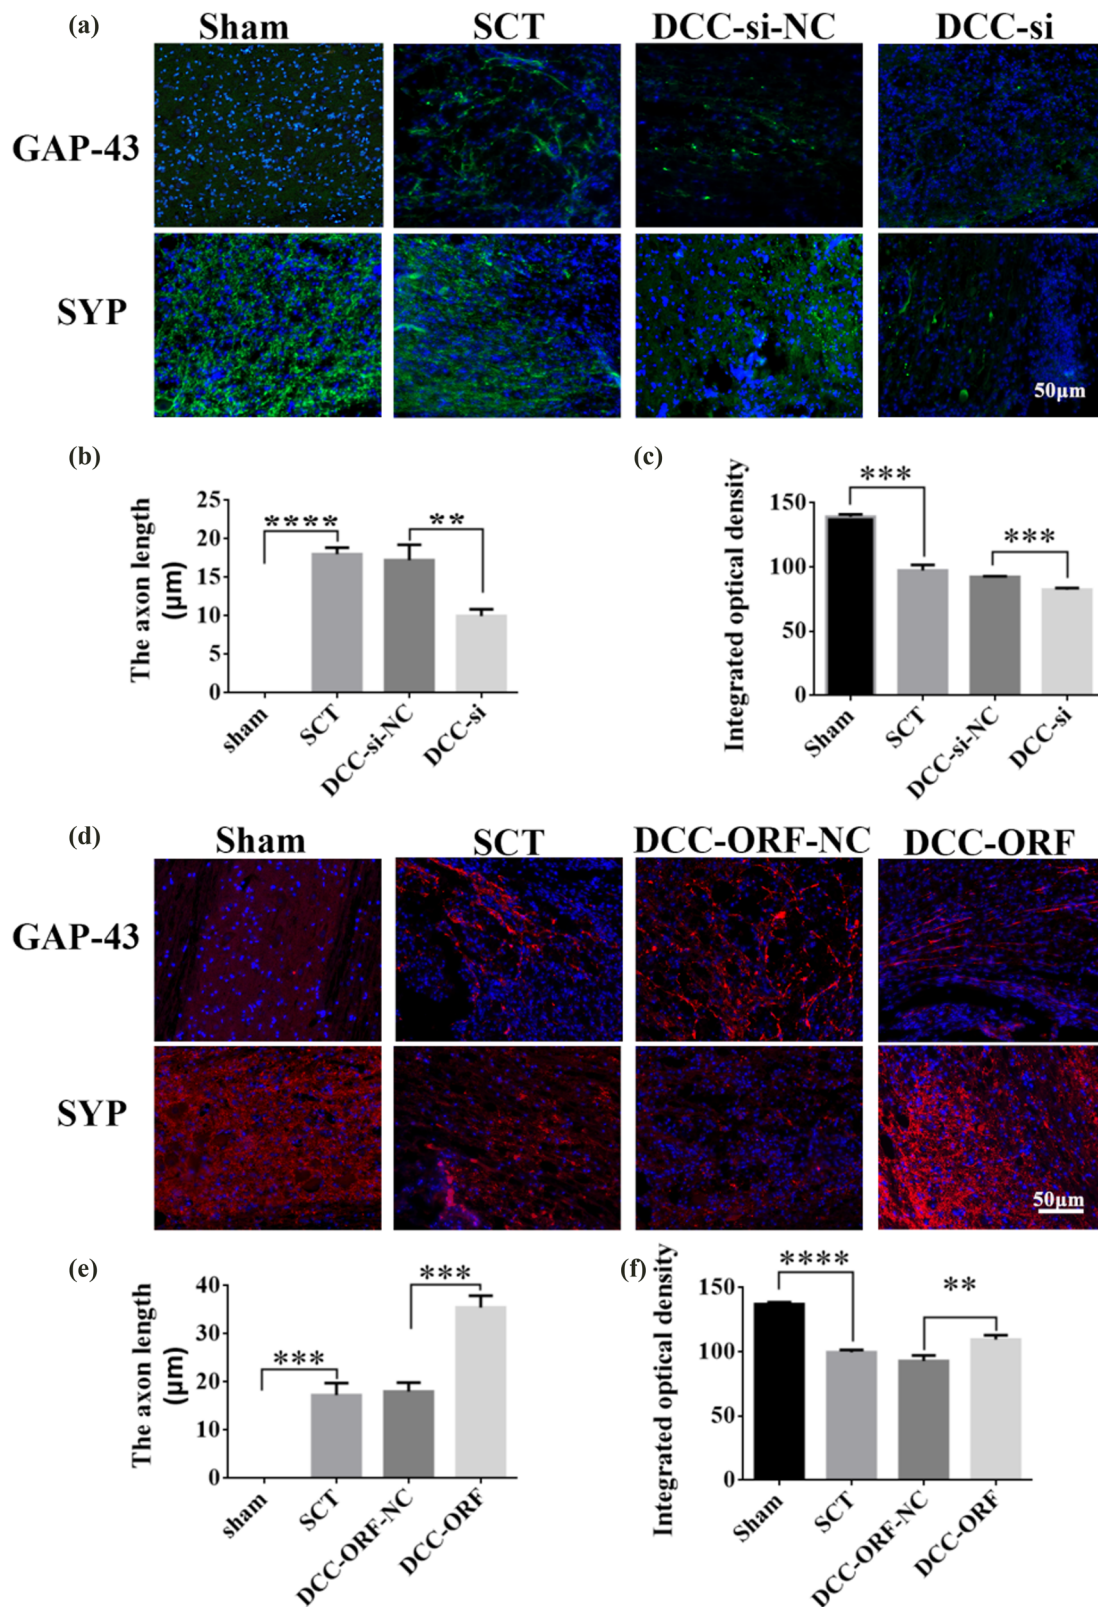 (a)
Sham SCT DCC-si-NC DCC-si
GAP-43
SYP
50μm
(b)
The axon length
(μm)
25
20
15
10
5
0
****
**
sham SCT DCC-si-NC DCC-si
(c)
Integrated optical density
150
100
50
0
***
***
Sham SCT DCC-si-NC DCC-si
(d)
Sham SCT DCC-ORF-NC DCC-ORF
GAP-43
SYP
50μm
(e)
The axon length
(μm)
40
30
20
10
0
***
***
sham SCT DCC-ORF-NC DCC-ORF
(f)
Integrated optical density
150
100
50
0
****
**
Sham SCT DCC-ORF-NC DCC-ORF